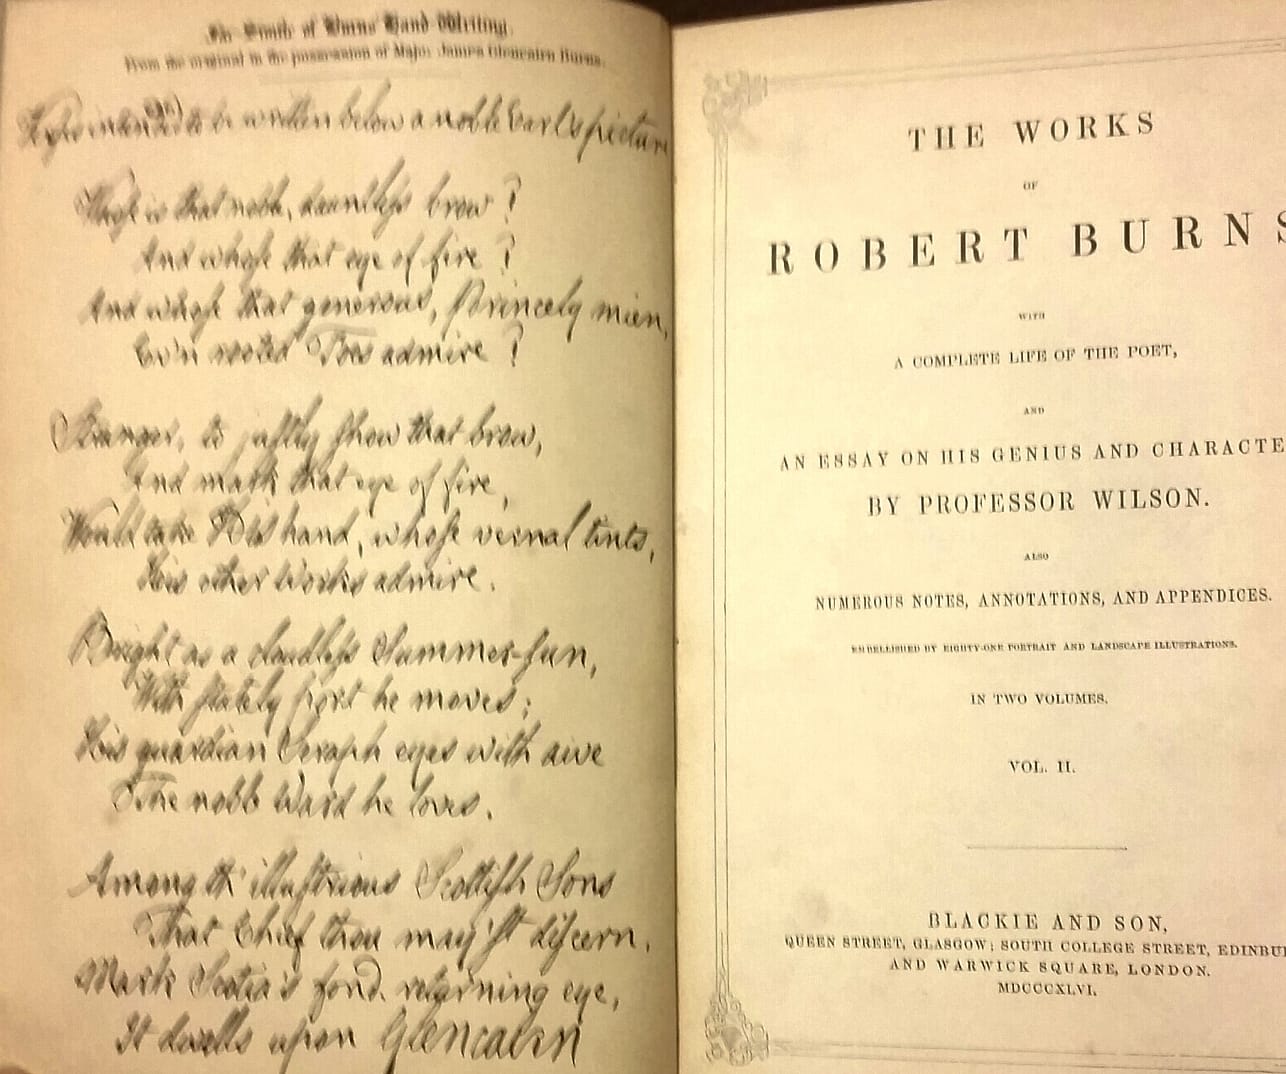 Fac Simile of Burns Hand Writing.
From the original in the possession of Major James Glencairn Burns.
intended to be written below a noble Earl's picture
Whose is that noble, dauntless brow?
And whose that eye of fire?
And whose that generous, Princely mien,
Ev'n rooted Foes admire?
Stranger, to justly show that brow,
And mark that eye of fire,
Would take His hand, whose vernal tints,
His other Works admire.
Bright as a cloudless Summer-sun,
With stately port he moves;
His guardian Seraph eyes with awe
The noble Ward he loves.
Among th' illustrious Scottish Sons
That Chief thou may'st discern,
Mark Scotia's fond, returning eye,
It dwells upon Glencairn
THE WORKS
OF
ROBERT BURNS
WITH
A COMPLETE LIFE OF THE POET,
AND
AN ESSAY ON HIS GENIUS AND CHARACTE
BY PROFESSOR WILSON.
ALSO
NUMEROUS NOTES, ANNOTATIONS, AND APPENDICES.
EMBELLISHED BY EIGHTY-ONE PORTRAIT AND LANDSCAPE ILLUSTRATIONS.
IN TWO VOLUMES.
VOL. II.
BLACKIE AND SON,
QUEEN STREET, GLASGOW; SOUTH COLLEGE STREET, EDINBU
AND WARWICK SQUARE, LONDON.
MDCCCXLVI.